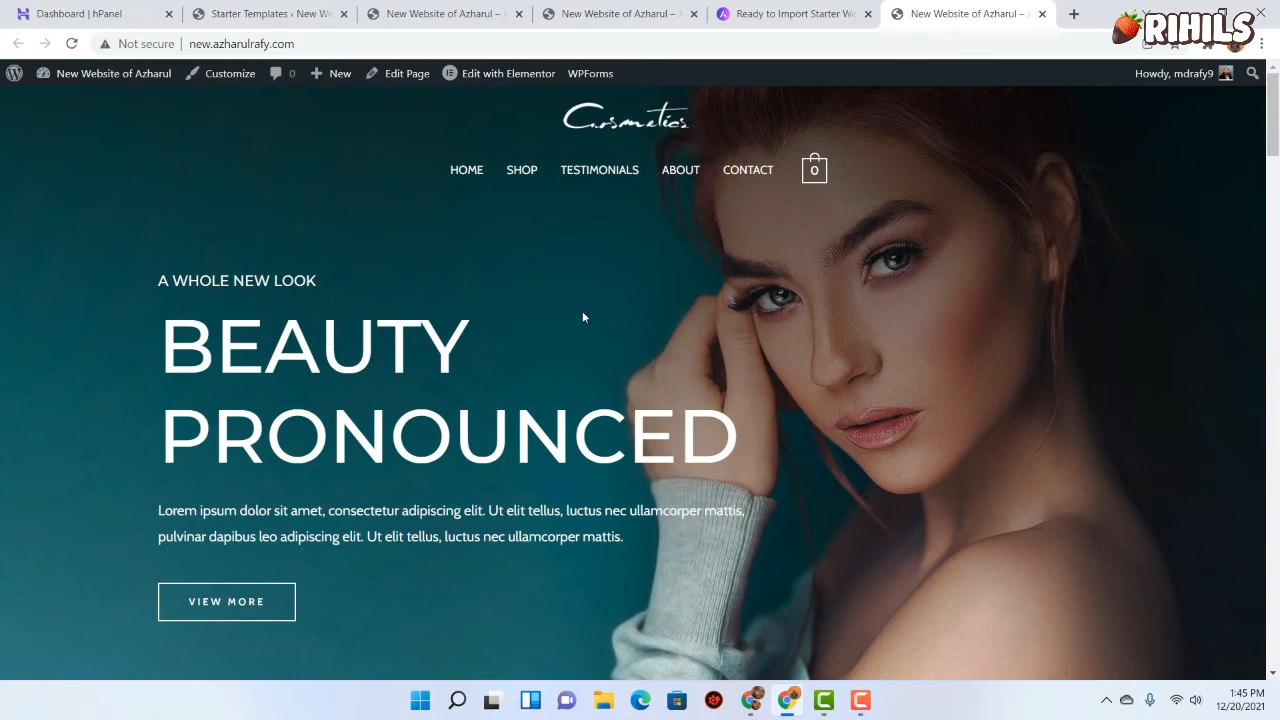 Dashboard | hPanel
Starter Templates ‹ New We
New Website of Azharul – J
New Website of Azharul – J
Ready to Import Starter We
New Website of Azharul – J
RIHILS
Not secure
new.azharulrafy.com
New Website of Azharul
Customize
0
New
Edit Page
Edit with Elementor
WPForms
Howdy, mdrafy9
Cosmetics
HOME
SHOP
TESTIMONIALS
ABOUT
CONTACT
0
A WHOLE NEW LOOK
BEAUTY
PRONOUNCED
Lorem ipsum dolor sit amet, consectetur adipiscing elit. Ut elit tellus, luctus nec ullamcorper mattis,
pulvinar dapibus leo adipiscing elit. Ut elit tellus, luctus nec ullamcorper mattis.
VIEW MORE
1:45 PM
12/20/2021